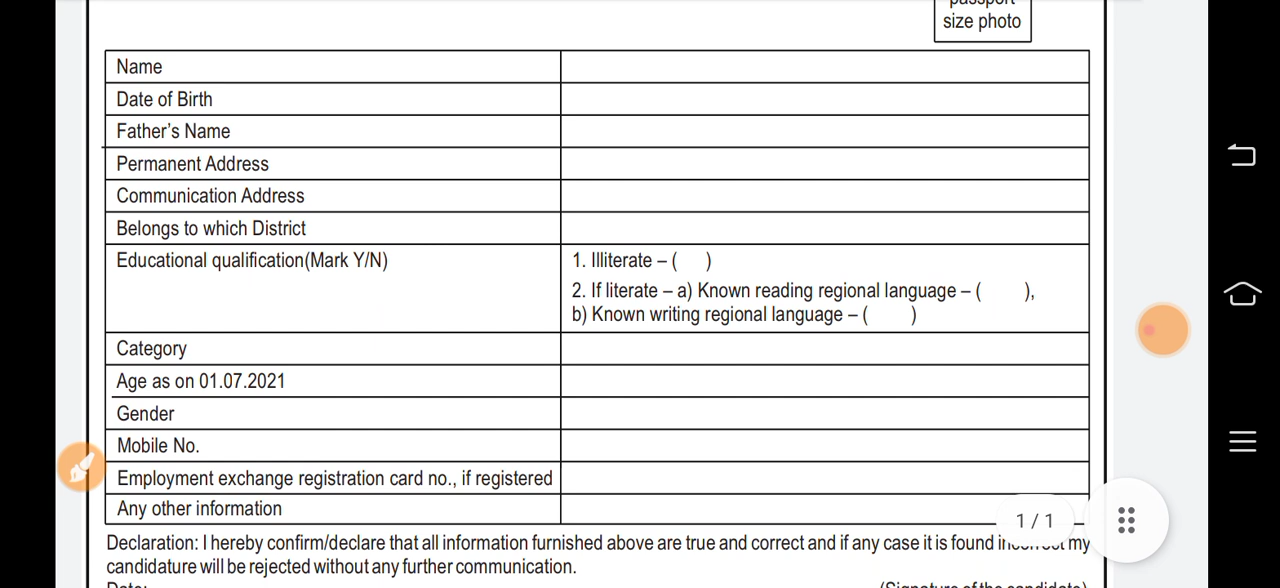 size photo
Name
Date of Birth
Father's Name
Permanent Address
Communication Address
Belongs to which District
Educational qualification(Mark Y/N)
1. Illiterate – ( )
2. If literate – a) Known reading regional language – ( ),
b) Known writing regional language – ( )
Category
Age as on 01.07.2021
Gender
Mobile No.
Employment exchange registration card no., if registered
Any other information
1 / 1
Declaration: I hereby confirm/declare that all information furnished above are true and correct and if any case it is found my
candidature will be rejected without any further communication.